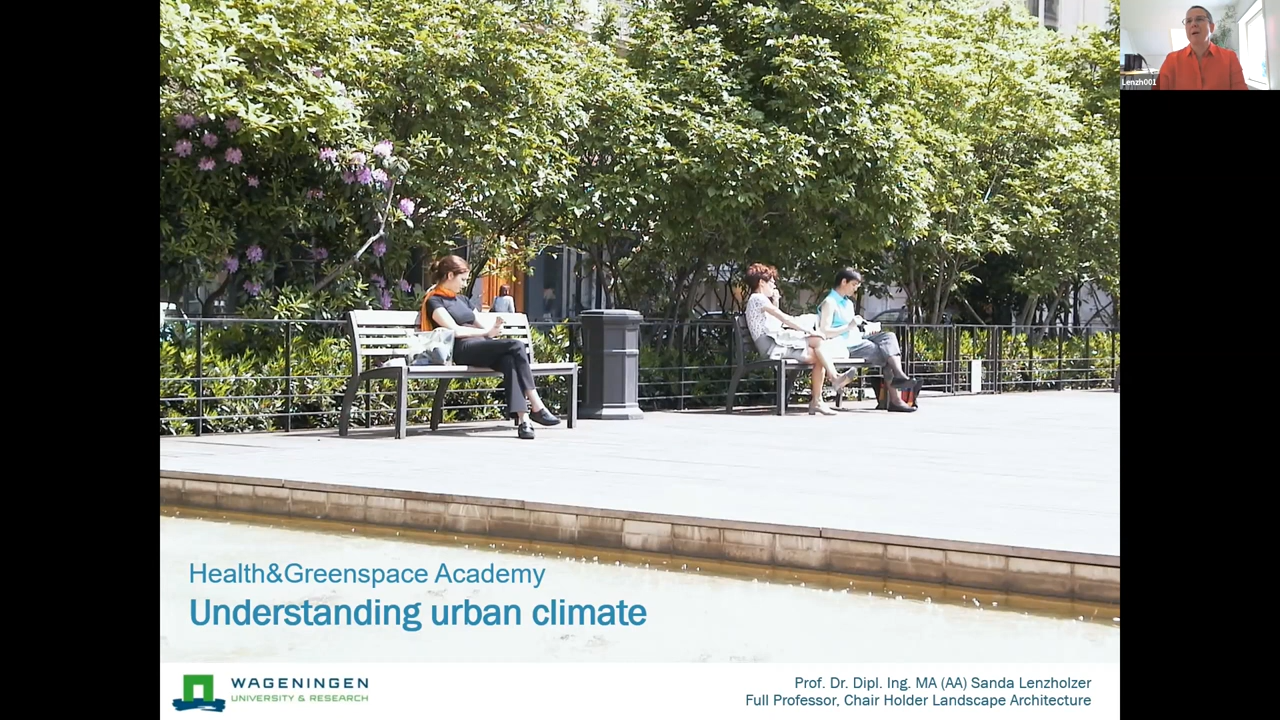 Lenzh001
Health&Greenspace Academy
Understanding urban climate
WAGENINGEN
UNIVERSITY & RESEARCH
Prof. Dr. Dipl. Ing. MA (AA) Sanda Lenzholzer
Full Professor, Chair Holder Landscape Architecture